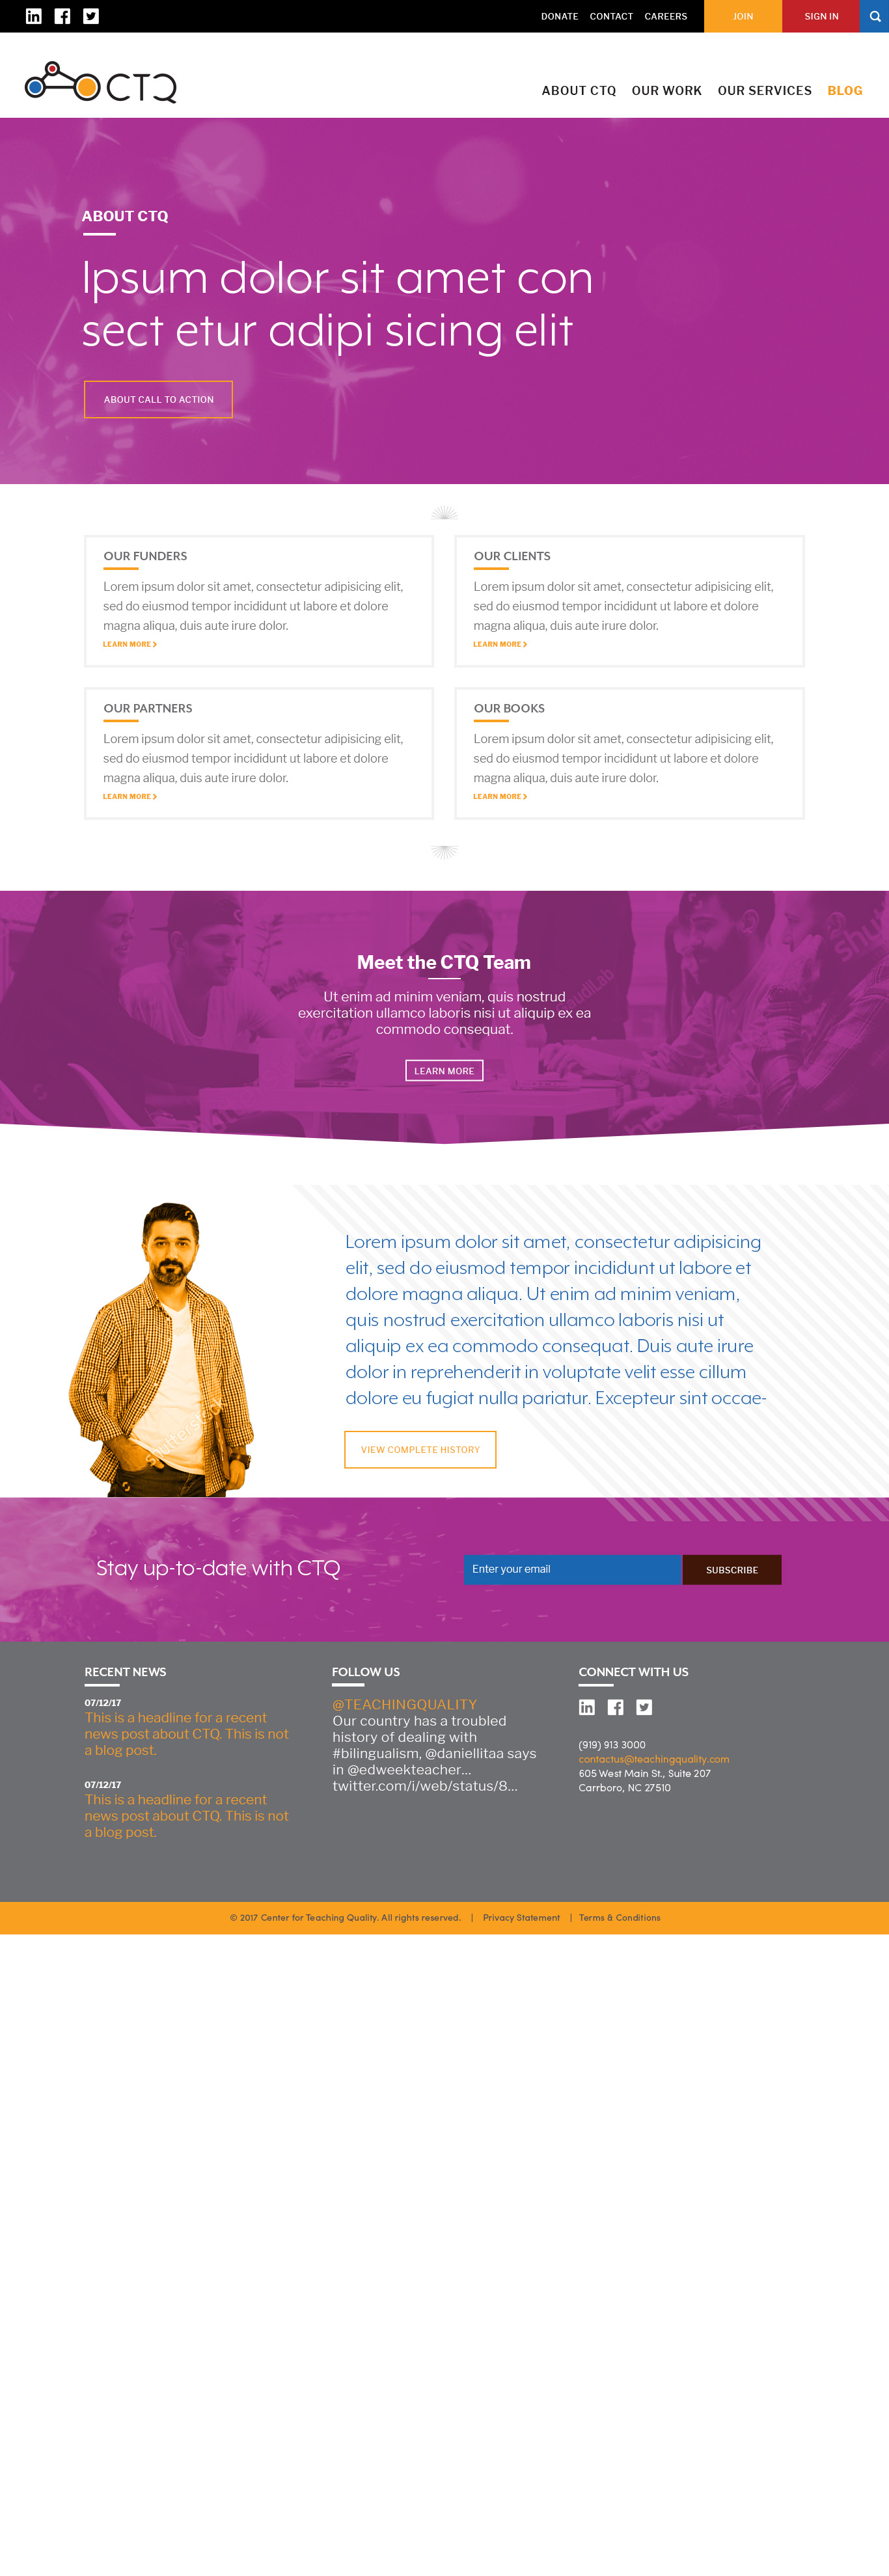 DONATE CONTACT CAREERS JOIN SIGN IN
CTQ
ABOUT CTQ OUR WORK OUR SERVICES BLOG
ABOUT CTQ
Ipsum dolor sit amet con
sect etur adipi sicing elit
ABOUT CALL TO ACTION
OUR FUNDERS
Lorem ipsum dolor sit amet, consectetur adipisicing elit,
sed do eiusmod tempor incididunt ut labore et dolore
magna aliqua, duis aute irure dolor.
LEARN MORE
OUR CLIENTS
Lorem ipsum dolor sit amet, consectetur adipisicing elit,
sed do eiusmod tempor incididunt ut labore et dolore
magna aliqua, duis aute irure dolor.
LEARN MORE
OUR PARTNERS
Lorem ipsum dolor sit amet, consectetur adipisicing elit,
sed do eiusmod tempor incididunt ut labore et dolore
magna aliqua, duis aute irure dolor.
LEARN MORE
OUR BOOKS
Lorem ipsum dolor sit amet, consectetur adipisicing elit,
sed do eiusmod tempor incididunt ut labore et dolore
magna aliqua, duis aute irure dolor.
LEARN MORE
Meet the CTQ Team
Ut enim ad minim veniam, quis nostrud
exercitation ullamco laboris nisi ut aliquip ex ea
commodo consequat.
LEARN MORE
Lorem ipsum dolor sit amet, consectetur adipisicing
elit, sed do eiusmod tempor incididunt ut labore et
dolore magna aliqua. Ut enim ad minim veniam,
quis nostrud exercitation ullamco laboris nisi ut
aliquip ex ea commodo consequat. Duis aute irure
dolor in reprehenderit in voluptate velit esse cillum
dolore eu fugiat nulla pariatur. Excepteur sint occae-
shutterstock
VIEW COMPLETE HISTORY
Stay up-to-date with CTQ
Enter your email
SUBSCRIBE
RECENT NEWS
07/12/17
This is a headline for a recent
news post about CTQ. This is not
a blog post.
07/12/17
This is a headline for a recent
news post about CTQ. This is not
a blog post.
FOLLOW US
@TEACHINGQUALITY
Our country has a troubled
history of dealing with
#bilingualism, @daniellitaa says
in @edweekteacher...
twitter.com/i/web/status/8...
CONNECT WITH US
(919) 913 3000
contactus@teachingquality.com
605 West Main St., Suite 207
Carrboro, NC 27510
© 2017 Center for Teaching Quality. All rights reserved. | Privacy Statement | Terms & Conditions